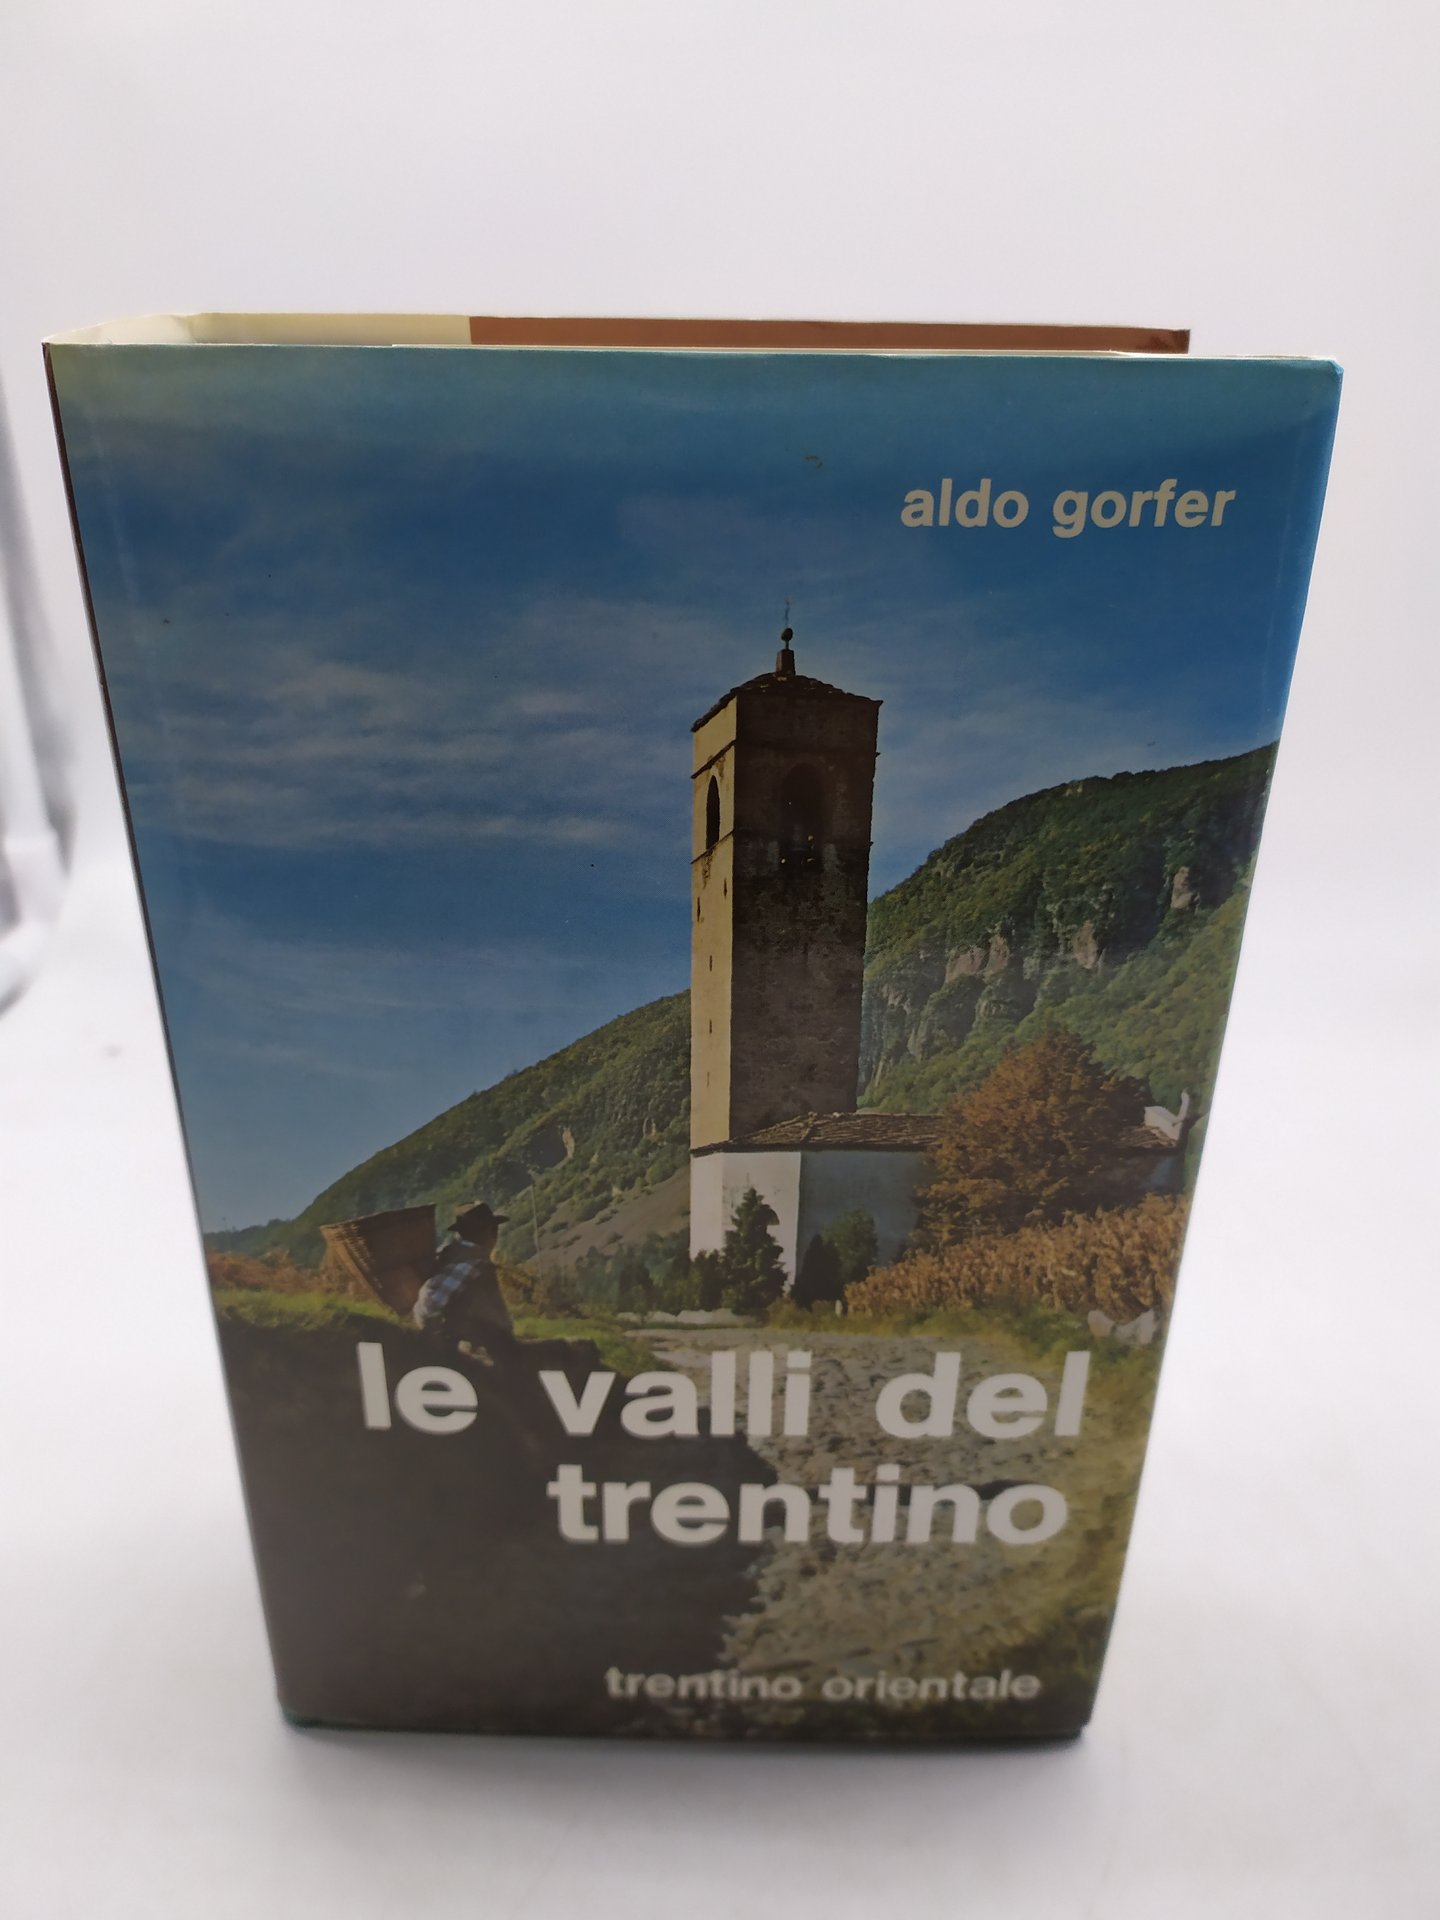 aldo gorfer
le valli del
trentino
trentino orientale